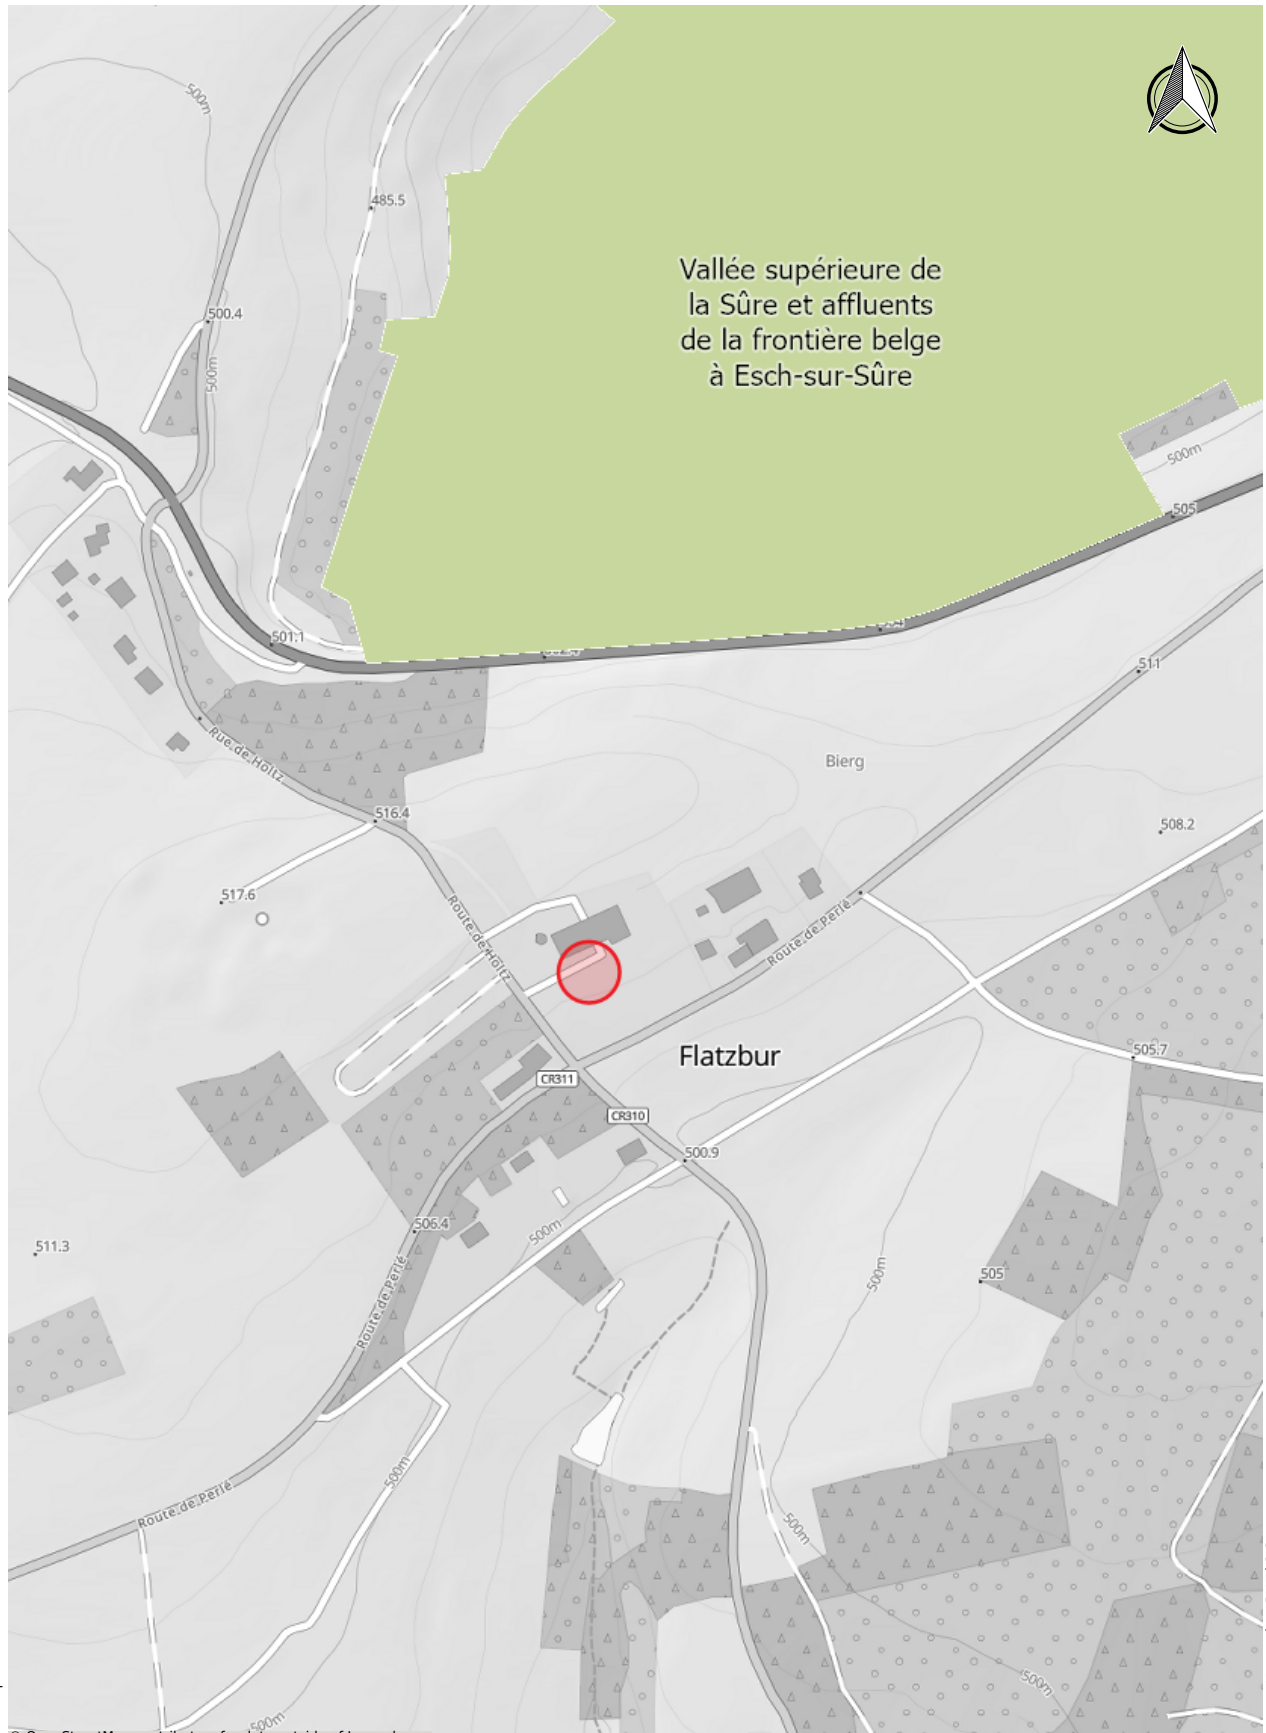 500m
485.5
Vallée supérieure de
la Sûre et affluents
de la frontière belge
à Esch-sur-Sûre
500.4
500m
500m
505
501.1
511
Rue de Holtz
Bierg
516.4
508.2
517.6
Route de Holtz
Route de Perlé
Flatzbur
505.7
CR311
CR310
500.9
506.4
500m
511.3
500m
505
Route de Perlé
500m
Route de Perlé
500m
500m
500m